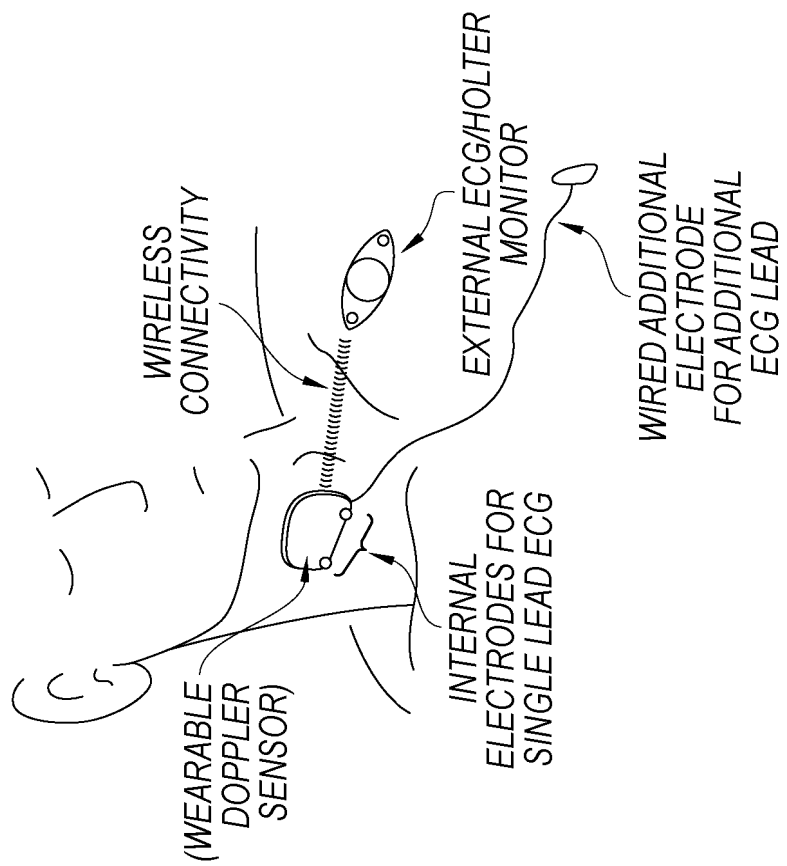 WIRELESS
CONNECTIVITY
EXTERNAL ECG/HOLTER
MONITOR
WIRED ADDITIONAL
ELECTRODE
FOR ADDITIONAL
ECG LEAD
(WEARABLE
DOPPLER
SENSOR)
INTERNAL
ELECTRODES FOR
SINGLE LEAD ECG